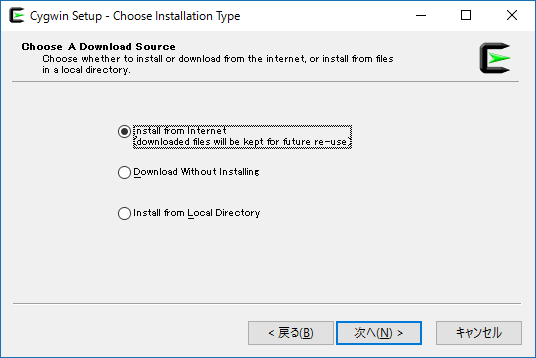 Cygwin Setup - Choose Installation Type
Choose A Download Source
Choose whether to install or download from the internet, or install from files
in a local directory.
Install from Internet
(downloaded files will be kept for future re-use)
Download Without Installing
Install from Local Directory
< 戻る(B)
次へ(N) >
キャンセル